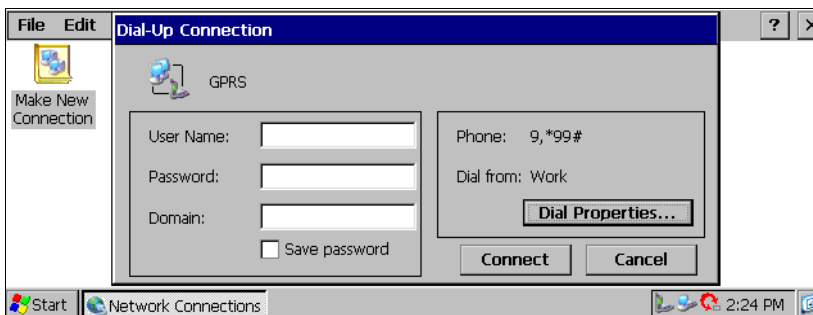 File Edit
Dial-Up Connection
? ×
GPRS
Make New
Connection
User Name:
Phone: 9,*99#
Password:
Dial from: Work
Domain:
Dial Properties...
Save password
Connect Cancel
Start Network Connections 2:24 PM